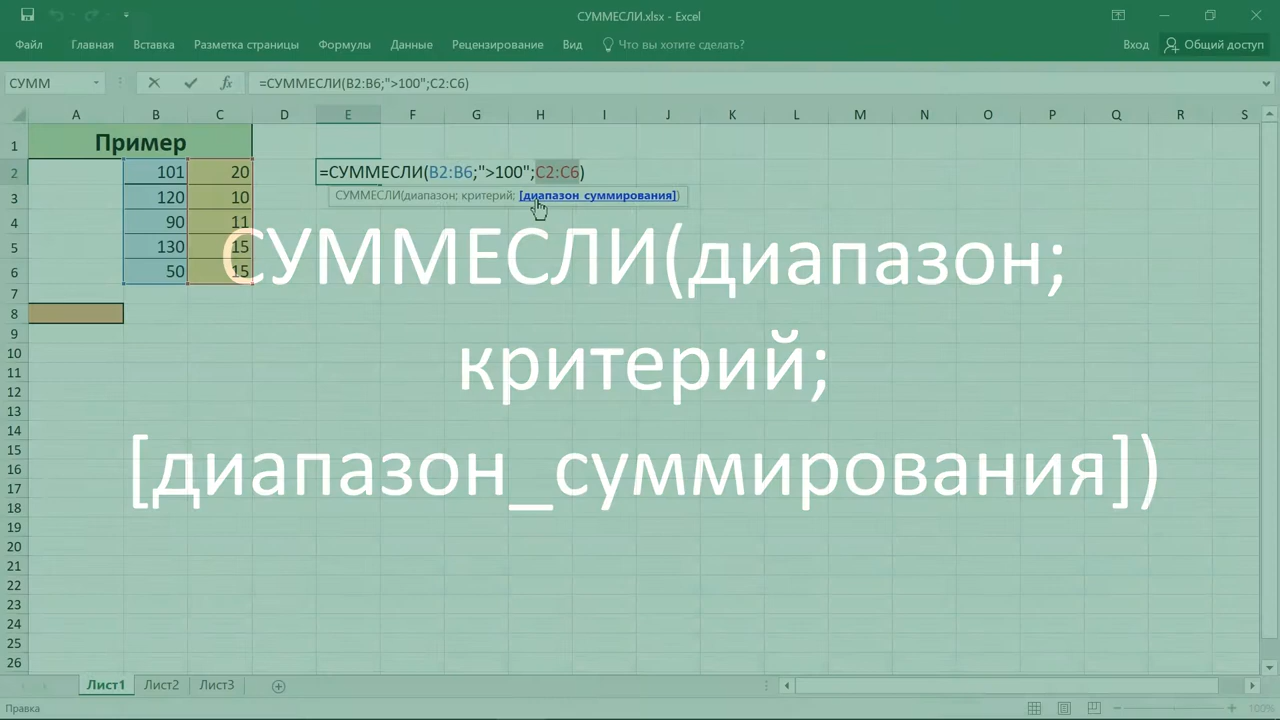 СУММЕСЛИ.xlsx - Excel
Файл Главная Вставка Разметка страницы Формулы Данные Рецензирование Вид Что вы хотите сделать? Вход Общий доступ
СУММ fx =СУММЕСЛИ(B2:B6;">100";C2:C6)
A B C D E F G H I J K L M N O P Q R S
1 Пример
2 101 20 =СУММЕСЛИ(B2:B6;">100";C2:C6)
СУММЕСЛИ(диапазон; критерий; [диапазон_суммирования])
3 120 10
4 90 11
5 130 15
6 50 15
СУММЕСЛИ(диапазон;
критерий;
[диапазон_суммирования])
7
8
9
10
11
12
13
14
15
16
17
18
19
20
21
22
23
24
25
26
Лист1 Лист2 Лист3
Правка 100%